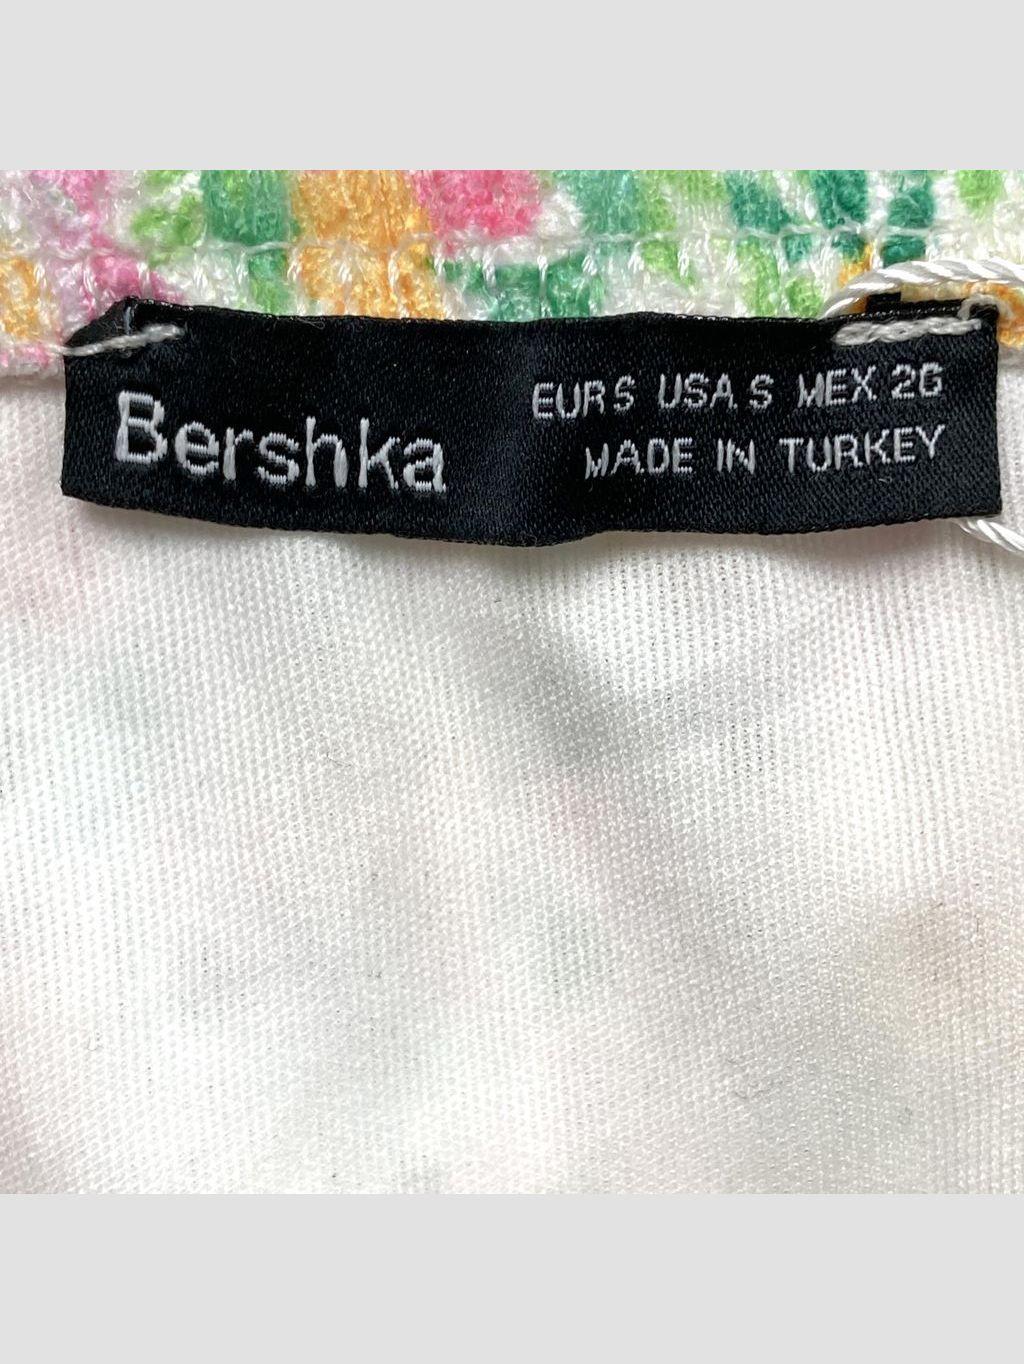 Bershka
EUR S USA S MEX 26
MADE IN TURKEY